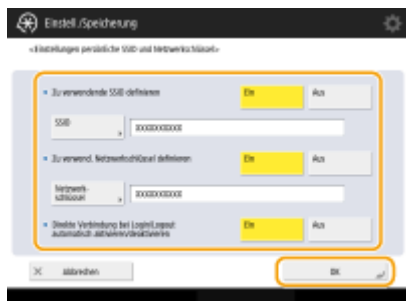 Einstell./Speicherung
<Einstellungen persönliche SSID und Netzwerkschlüssel>
Zu verwendende SSID definieren
Ein
Aus
SSID
XXXXXXXXXX
Zu verwend. Netzwerkschlüssel definieren
Ein
Aus
Netzwerk-
schlüssel
XXXXXXXXXX
Direkte Verbindung bei Login/Logout
automatisch aktivieren/deaktivieren
Ein
Aus
Abbrechen
OK